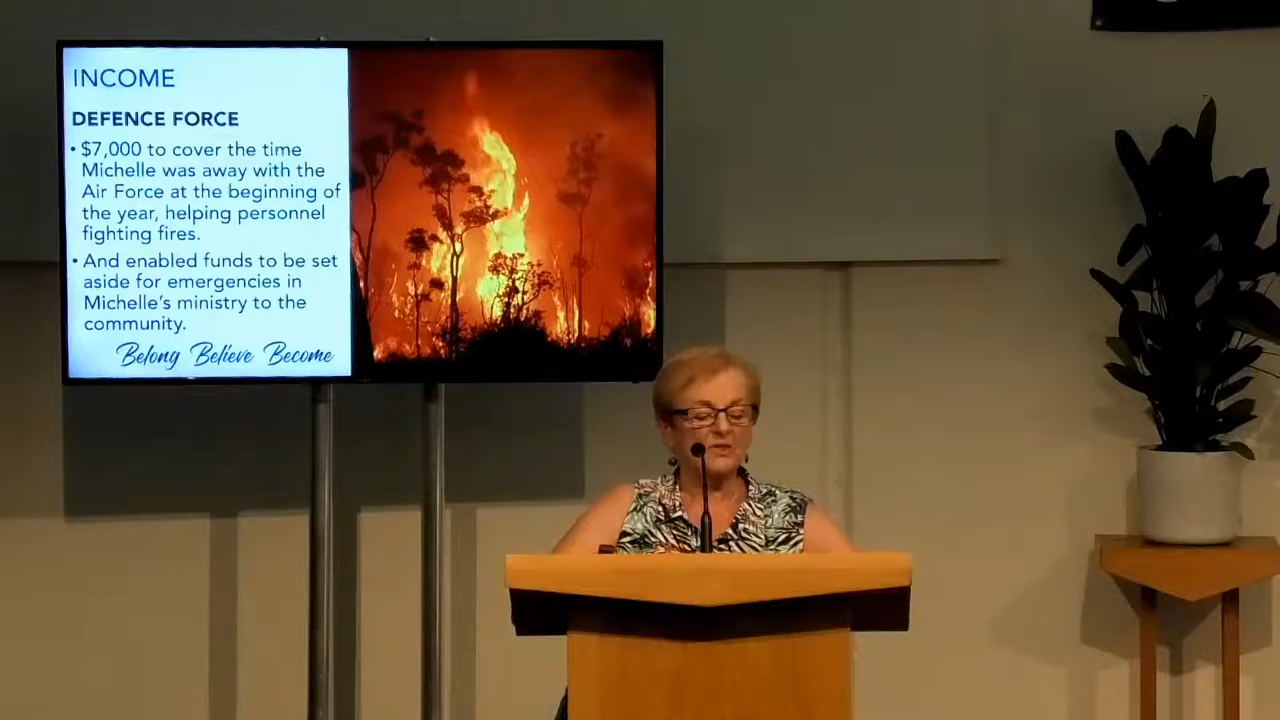 INCOME
DEFENCE FORCE
• $7,000 to cover the time
Michelle was away with the
Air Force at the beginning of
the year, helping personnel
fighting fires.
• And enabled funds to be set
aside for emergencies in
Michelle's ministry to the
community.
Belong Believe Become